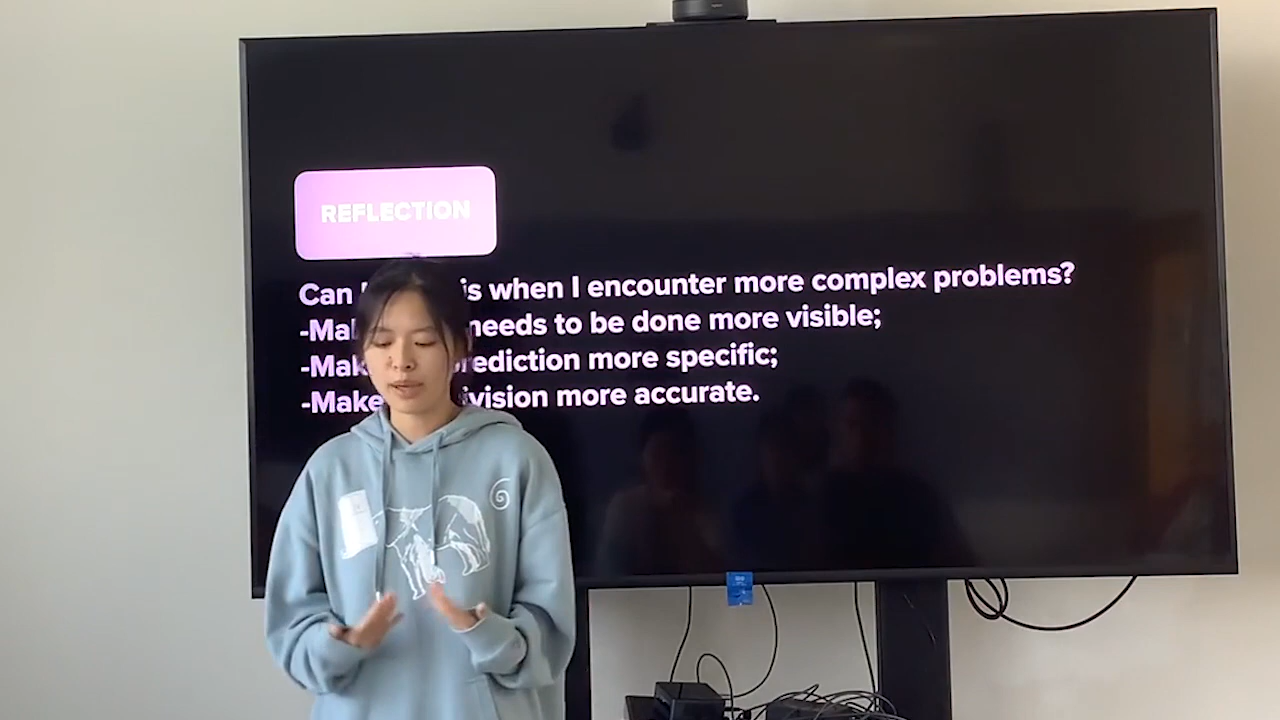 REFLECTION
Can is when I encounter more complex problems?
-Mak needs to be done more visible;
-Mak rediction more specific;
-Make ivision more accurate.